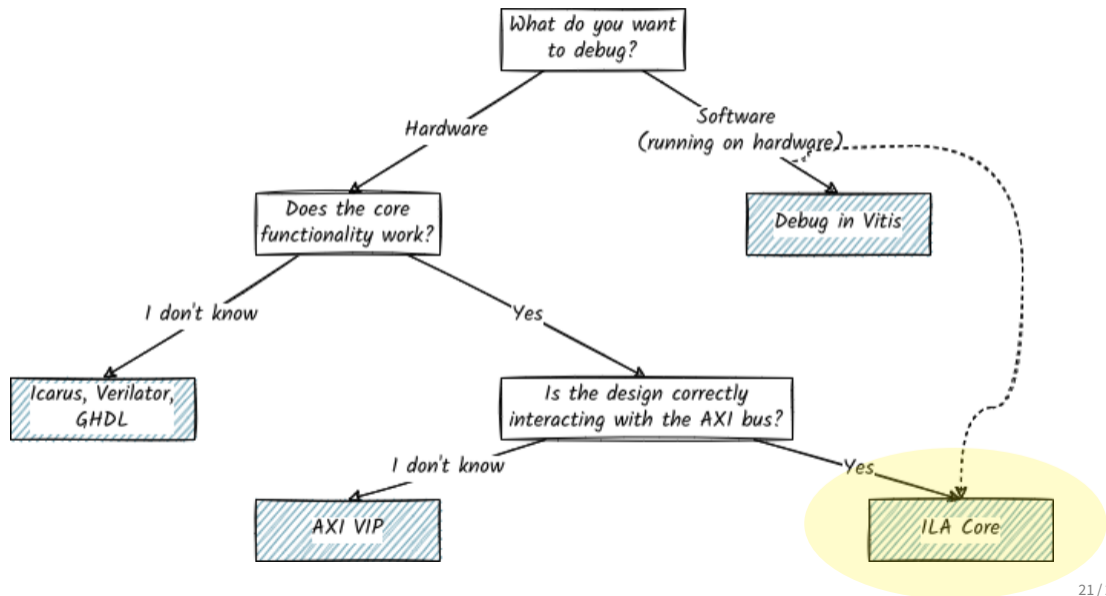 What do you want
to debug?
Hardware
Software
(running on hardware)
Does the core
functionality work?
Debug in Vitis
I don't know
Yes
Icarus, Verilator,
GHDL
Is the design correctly
interacting with the AXI bus?
I don't know
Yes
AXI VIP
ILA Core
21/